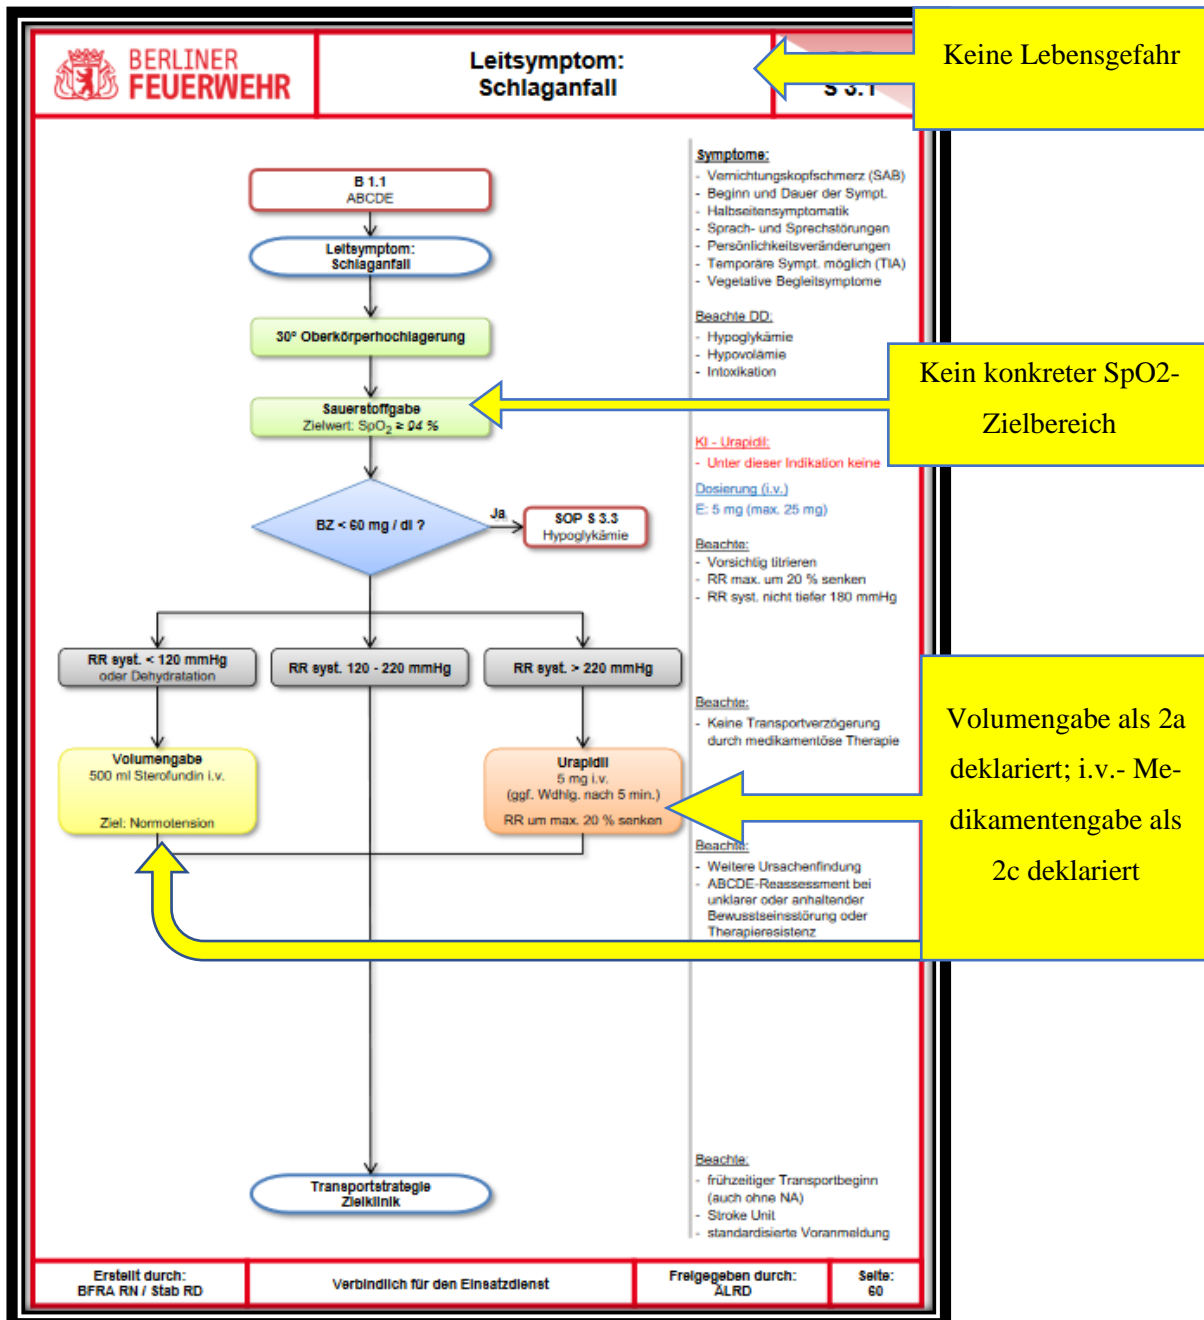 BERLINER
FEUERWEHR
Leitsymptom:
Schlaganfall
S 3.1
Keine Lebensgefahr
B 1.1
ABCDE
Leitsymptom:
Schlaganfall
30° Oberkörperhochlagerung
Sauerstoffgabe
Zielwert: SpO₂ ≥ 94 %
BZ < 60 mg / dl ?
Ja
SOP S 3.3
Hypoglykämie
RR syst. < 120 mmHg
oder Dehydratation
RR syst. 120 - 220 mmHg
RR syst. > 220 mmHg
Volumengabe
500 ml Sterofundin i.v.
Ziel: Normotension
Urapidil
5 mg i.v.
(ggf. Wdhlg. nach 5 min.)
RR um max. 20 % senken
Transportstrategie
Zielklinik
Symptome:
- Vernichtungskopfschmerz (SAB)
- Beginn und Dauer der Sympt.
- Halbseitensymptomatik
- Sprach- und Sprechstörungen
- Persönlichkeitsveränderungen
- Temporäre Sympt. möglich (TIA)
- Vegetative Begleitsymptome
Beachte DD:
- Hypoglykämie
- Hypovolämie
- Intoxikation
Kein konkreter SpO2-
Zielbereich
KI - Urapidil:
- Unter dieser Indikation keine
Dosierung (i.v.)
E: 5 mg (max. 25 mg)
Beachte:
- Vorsichtig titrieren
- RR max. um 20 % senken
- RR syst. nicht tiefer 180 mmHg
Beachte:
- Keine Transportverzögerung
durch medikamentöse Therapie
Volumengabe als 2a
deklariert; i.v.- Me-
dikamentengabe als
2c deklariert
Beachte:
- Weitere Ursachenfindung
- ABCDE-Reassessment bei
unklarer oder anhaltender
Bewusstseinsstörung oder
Therapieresistenz
Beachte:
- frühzeitiger Transportbeginn
(auch ohne NA)
- Stroke Unit
- standardisierte Voranmeldung
Erstellt durch:
BFRA RN / Stab RD
Verbindlich für den Einsatzdienst
Freigegeben durch:
ÄLRD
Seite:
60